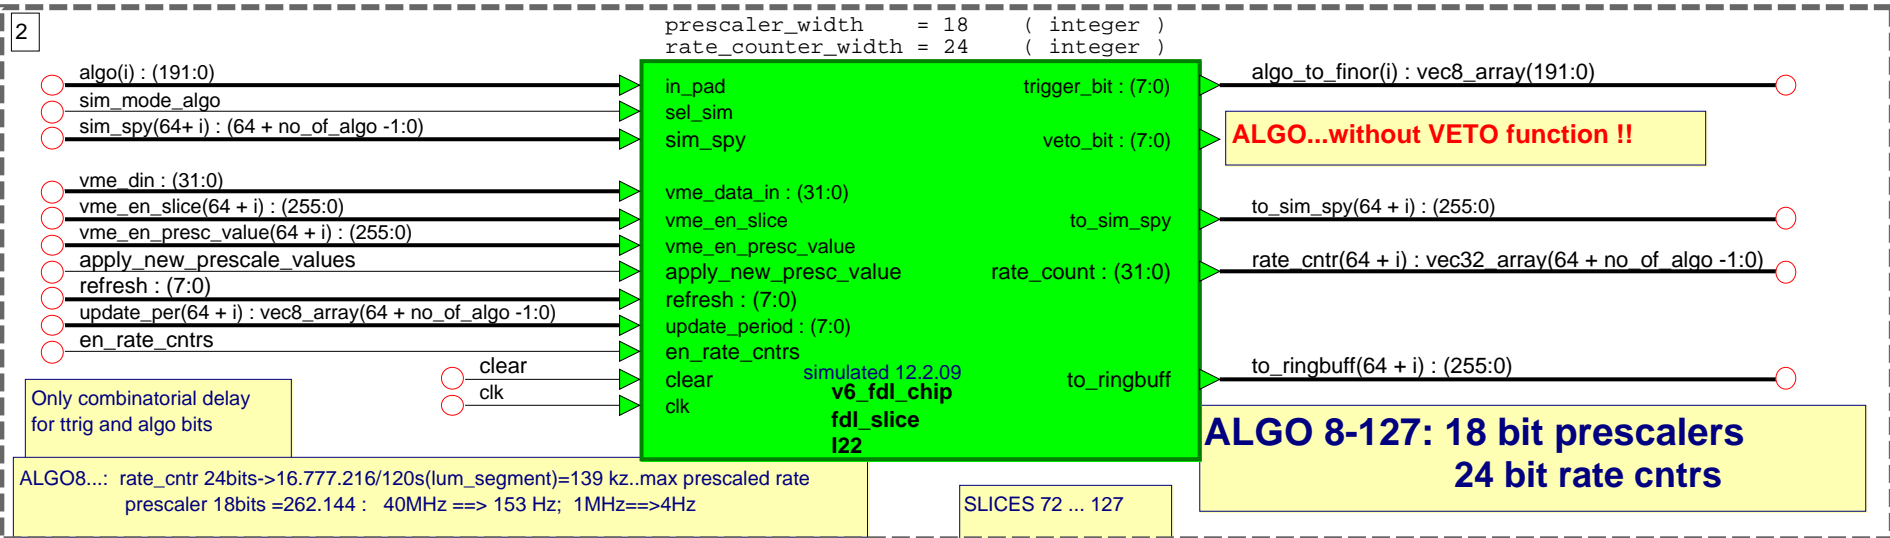 prescaler_width = 18 ( integer )
rate_counter_width = 24 ( integer )
2
algo(i) : (191:0)
sim_mode_algo
sim_spy(64+ i) : (64 + no_of_algo -1:0)
vme_din : (31:0)
vme_en_slice(64 + i) : (255:0)
vme_en_presc_value(64 + i) : (255:0)
apply_new_prescale_values
refresh : (7:0)
update_per(64 + i) : vec8_array(64 + no_of_algo -1:0)
en_rate_cntrs
clear
clk
in_pad
sel_sim
sim_spy
vme_data_in : (31:0)
vme_en_slice
vme_en_presc_value
apply_new_presc_value
refresh : (7:0)
update_period : (7:0)
en_rate_cntrs
clear
clk
simulated 12.2.09
v6_fdl_chip
fdl_slice
I22
trigger_bit : (7:0)
veto_bit : (7:0)
to_sim_spy
rate_count : (31:0)
to_ringbuff
algo_to_finor(i) : vec8_array(191:0)
ALGO...without VETO function !!
to_sim_spy(64 + i) : (255:0)
rate_cntr(64 + i) : vec32_array(64 + no_of_algo -1:0)
to_ringbuff(64 + i) : (255:0)
Only combinatorial delay
for ttrig and algo bits
ALGO 8-127: 18 bit prescalers
24 bit rate cntrs
ALGO8...: rate_cntr 24bits->16.777.216/120s(lum_segment)=139 kz..max prescaled rate
prescaler 18bits =262.144 : 40MHz ==> 153 Hz; 1MHz==>4Hz
SLICES 72 ... 127